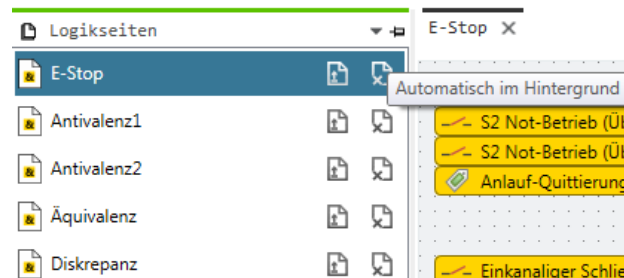 Logikseiten
E-Stop
E-Stop
Automatisch im Hintergrund
Antivalenz1
S2 Not-Betrieb (Üb
Antivalenz2
S2 Not-Betrieb (Üb
Anlauf-Quittierung
Äquivalenz
Diskrepanz
Einkanaliger Schlie